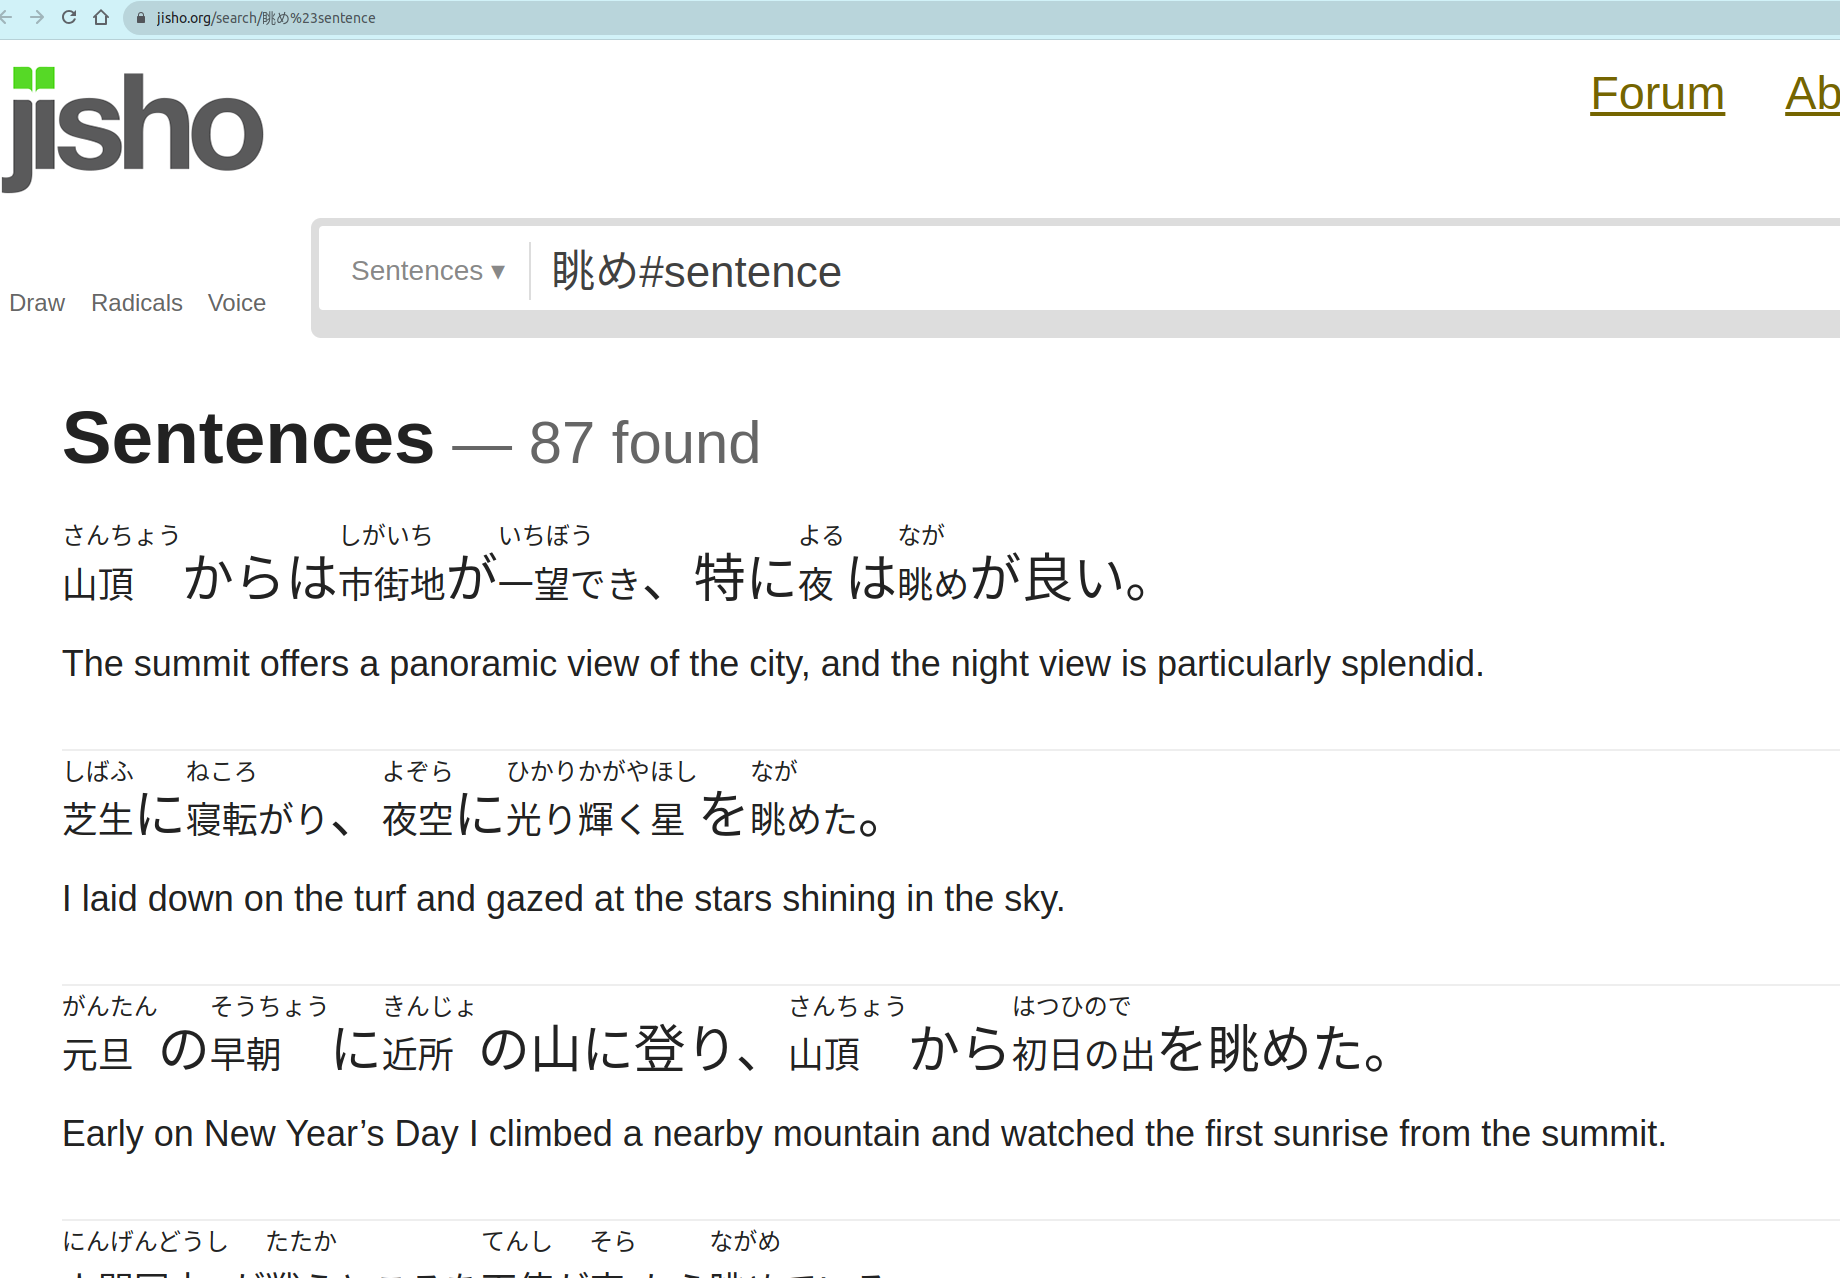 jisho.org/search/眺め%23sentence
jisho
Forum
Draw Radicals Voice
Sentences ▾ 眺め#sentence
Sentences — 87 found
さんちょう しがいち いちぼう よる なが
山頂からは市街地が一望でき、特に夜は眺めが良い。
The summit offers a panoramic view of the city, and the night view is particularly splendid.
しばふ ねころ よぞら ひかりかがやほし なが
芝生に寝転がり、夜空に光り輝く星を眺めた。
I laid down on the turf and gazed at the stars shining in the sky.
がんたん そうちょう きんじょ さんちょう はつひので
元旦の早朝に近所の山に登り、山頂から初日の出を眺めた。
Early on New Year’s Day I climbed a nearby mountain and watched the first sunrise from the summit.
にんげんどうし たたか てんし そら ながめ